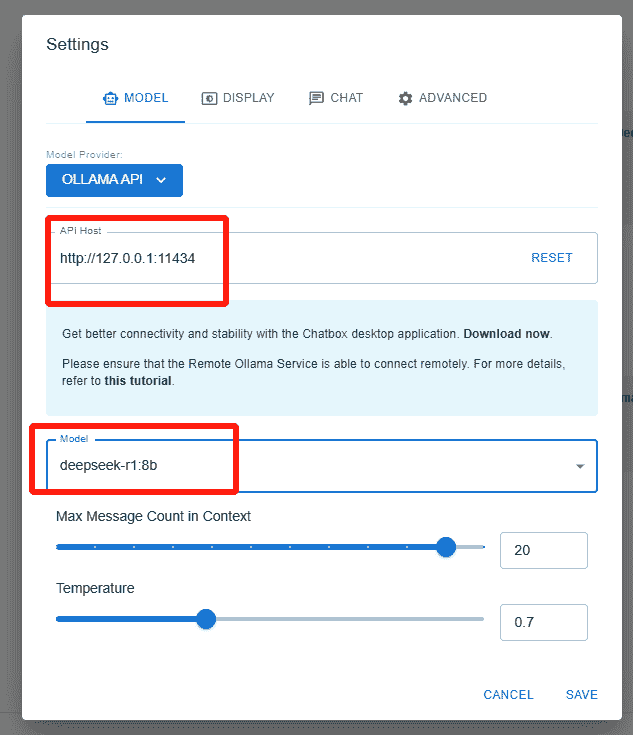 Settings
MODEL
DISPLAY
CHAT
ADVANCED
Model Provider:
OLLAMA API
API Host
http://127.0.0.1:11434
RESET
Get better connectivity and stability with the Chatbox desktop application. Download now.
Please ensure that the Remote Ollama Service is able to connect remotely. For more details,
refer to this tutorial.
Model
deepseek-r1:8b
Max Message Count in Context
20
Temperature
0.7
CANCEL
SAVE